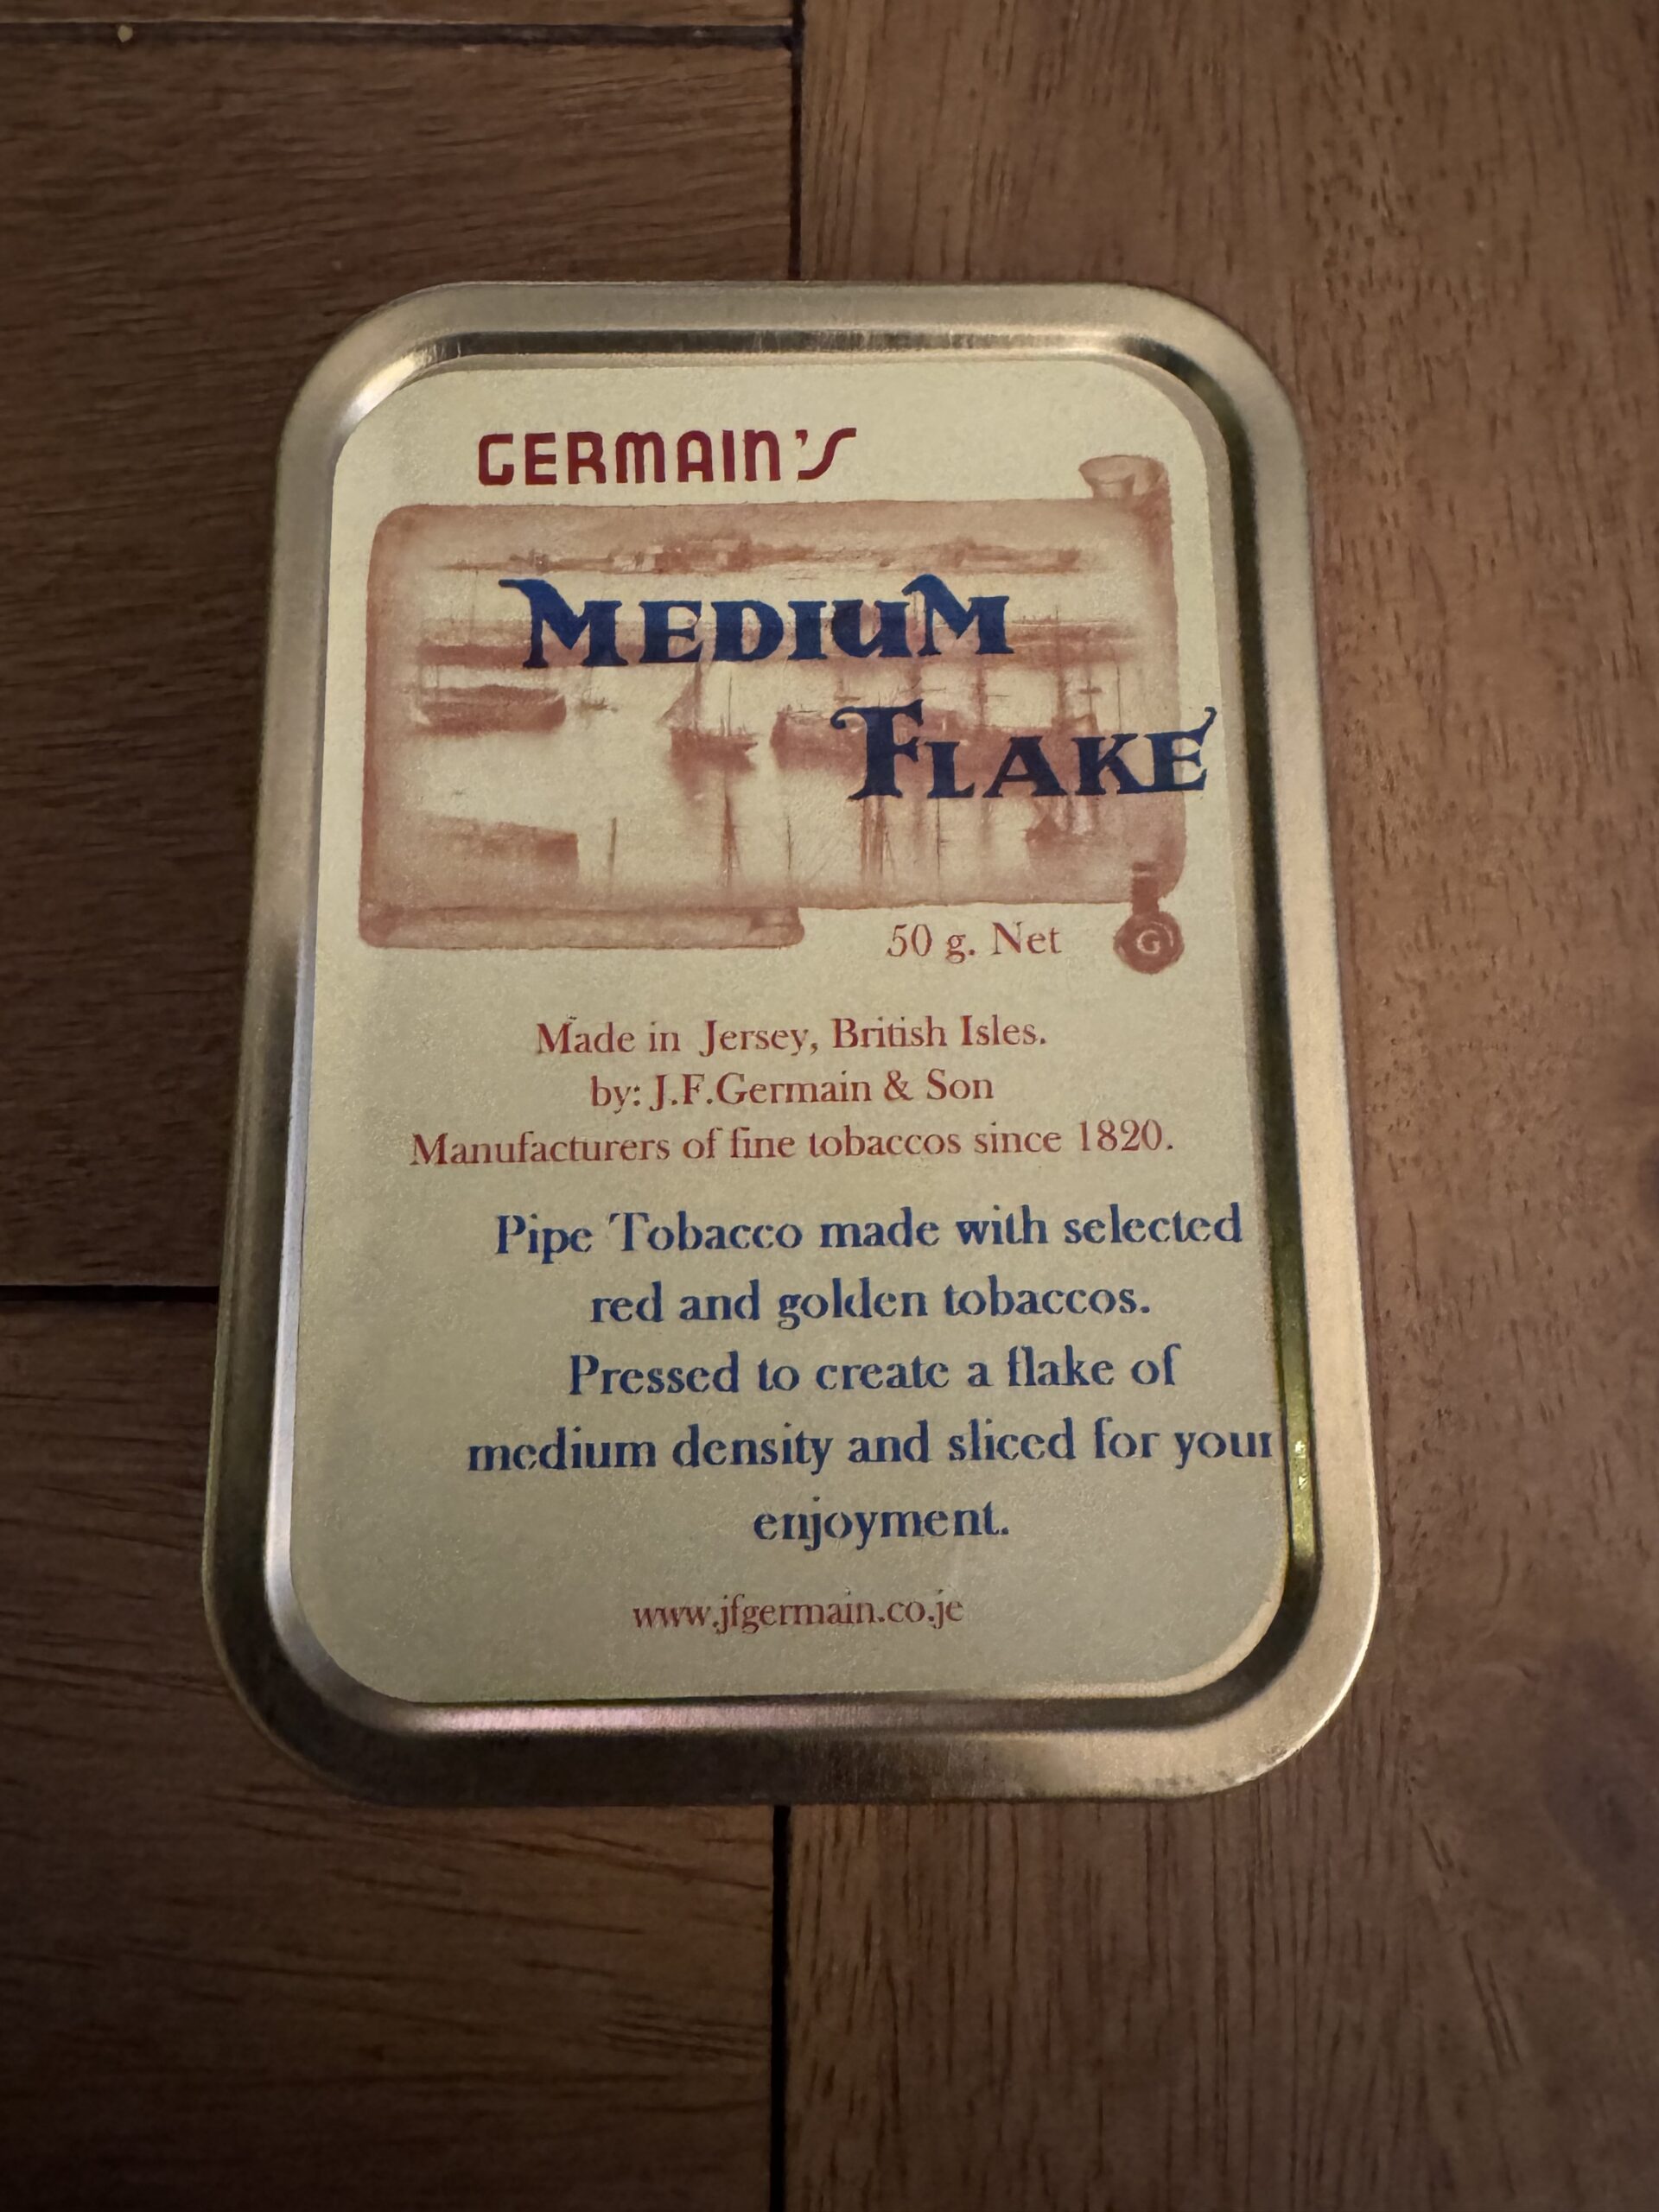 GERMAIN'S
MEDIUM
FLAKE
50 g. Net
G
Made in Jersey, British Isles.
by: J.F.Germain & Son
Manufacturers of fine tobaccos since 1820.
Pipe Tobacco made with selected
red and golden tobaccos.
Pressed to create a flake of
medium density and sliced for your
enjoyment.
www.jfgermain.co.je